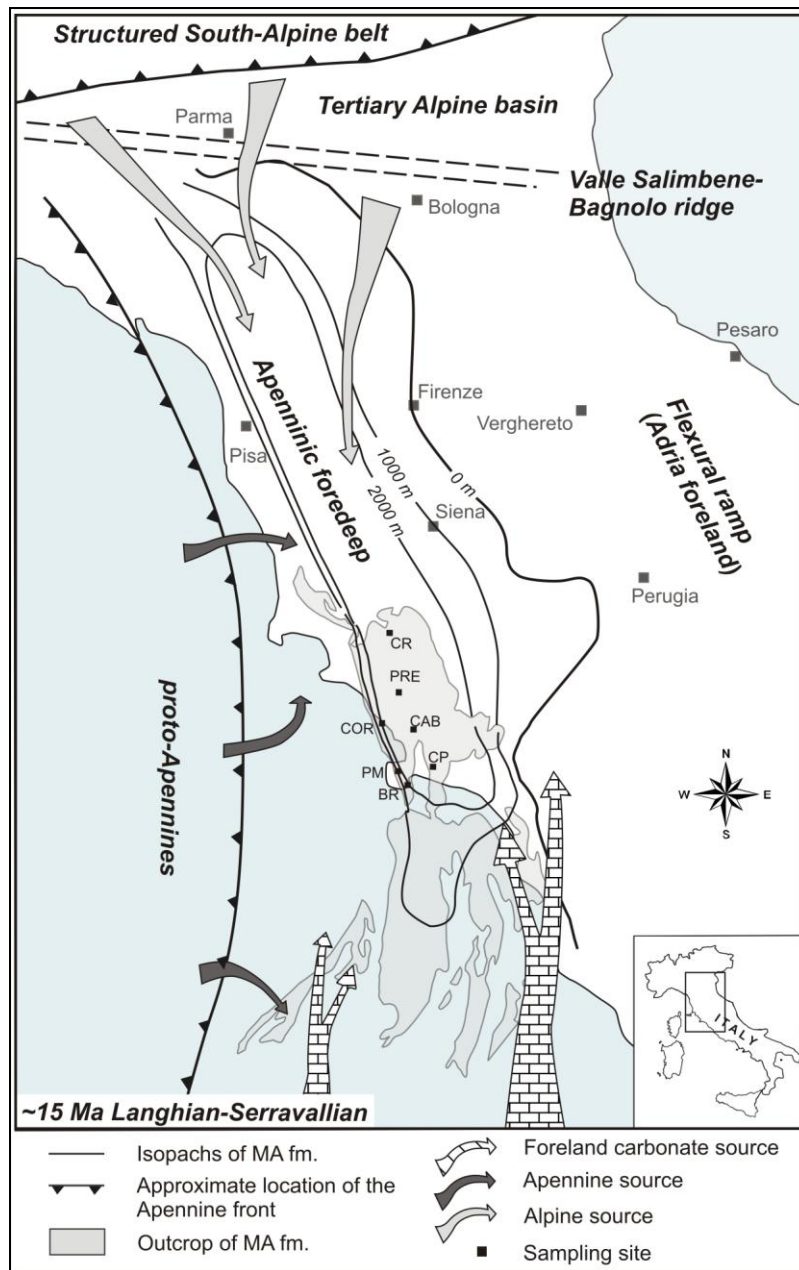 Structured South-Alpine belt
Tertiary Alpine basin
Parma
Valle Salimbene-
Bagnolo ridge
Bologna
Pesaro
Firenze
Verghereto
Flexural ramp
(Adria foreland)
Apenninic foredeep
Pisa
1000 m
0 m
2000 m
Siena
Perugia
CR
PRE
COR
CAB
CP
PM
BR
proto-Apennines
N
W
E
S
ITALY
~15 Ma Langhian-Serravallian
Isopachs of MA fm.
Approximate location of the
Apennine front
Outcrop of MA fm.
Foreland carbonate source
Apennine source
Alpine source
Sampling site